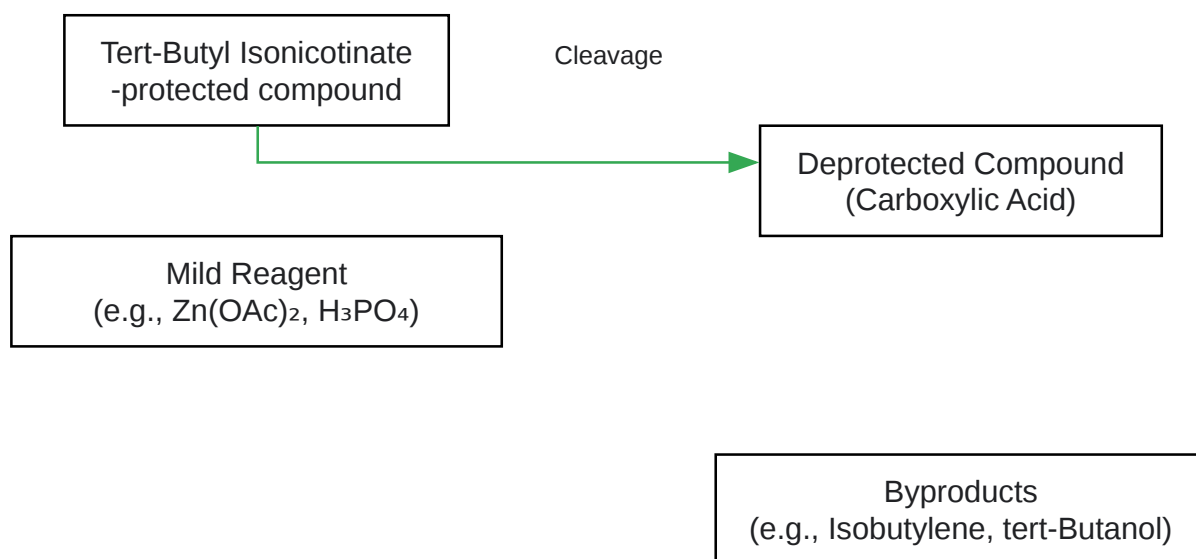 Tert-Butyl Isonicotinate
-protected compound
Cleavage
Deprotected Compound
(Carboxylic Acid)
Mild Reagent
(e.g., Zn(OAc)₂, H₃PO₄)
Byproducts
(e.g., Isobutylene, tert-Butanol)